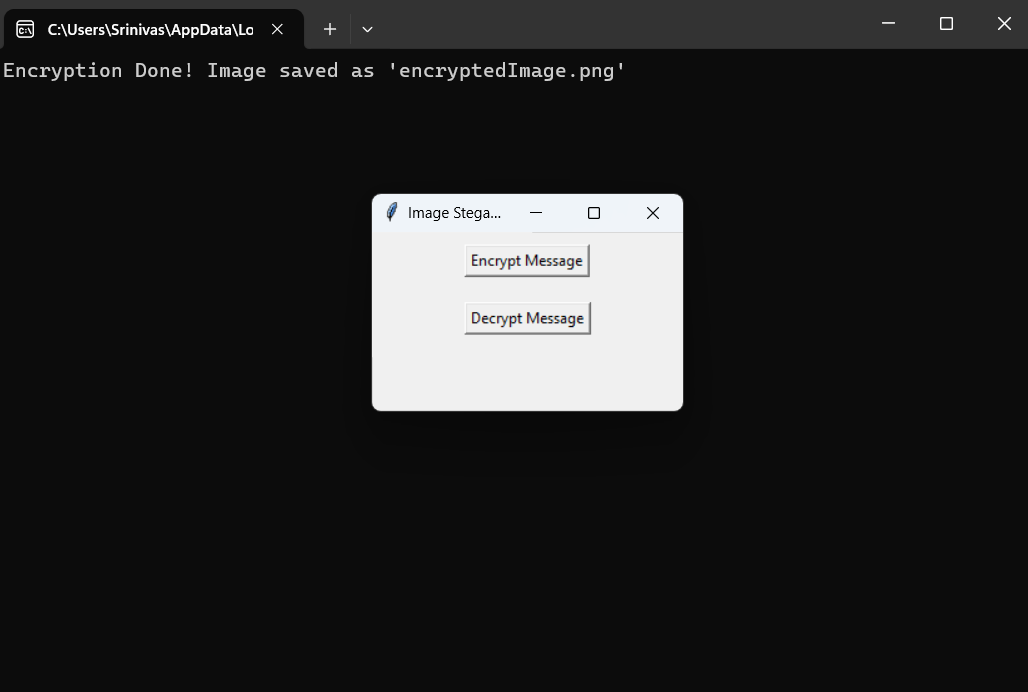 C:\Users\Srinivas\AppData\Lo
Encryption Done! Image saved as 'encryptedImage.png'
Image Stega...
Encrypt Message
Decrypt Message